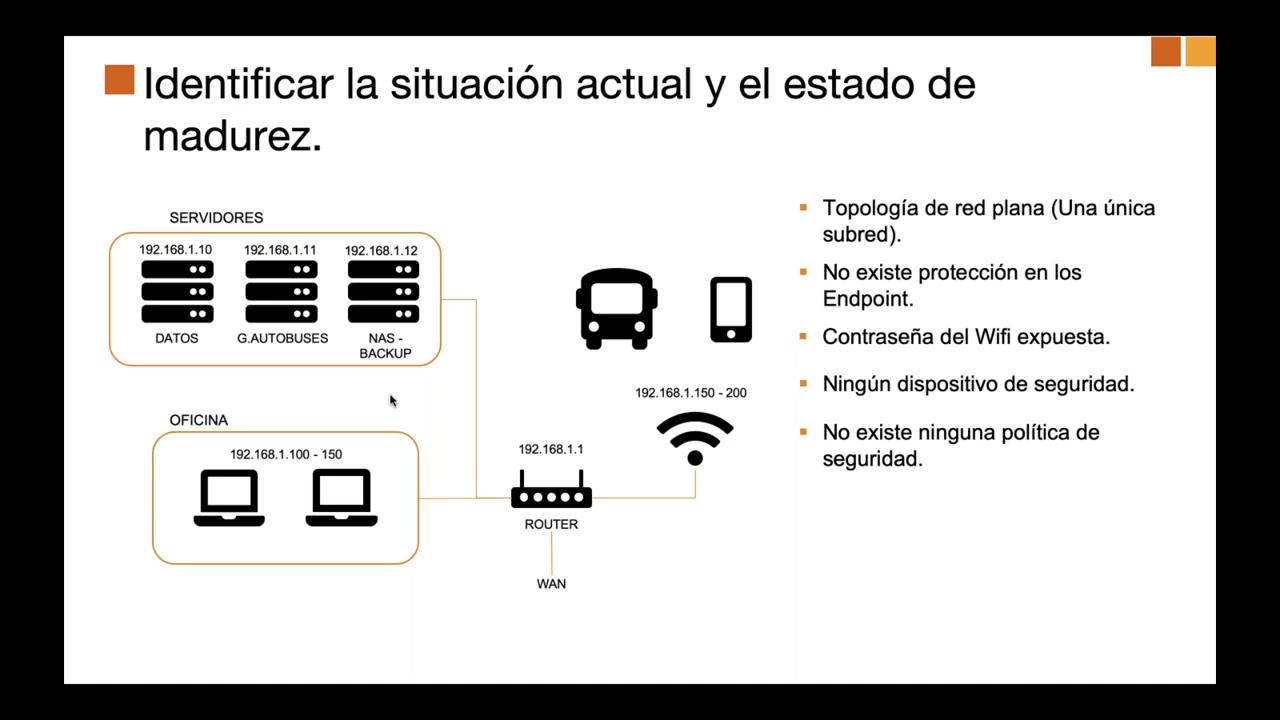 Identificar la situación actual y el estado de
madurez.
SERVIDORES
192.168.1.10
192.168.1.11
192.168.1.12
DATOS
G.AUTOBUSES
NAS -
BACKUP
OFICINA
192.168.1.100 - 150
192.168.1.1
ROUTER
WAN
192.168.1.150 - 200
Topología de red plana (Una única
subred).
No existe protección en los
Endpoint.
Contraseña del Wifi expuesta.
Ningún dispositivo de seguridad.
No existe ninguna política de
seguridad.